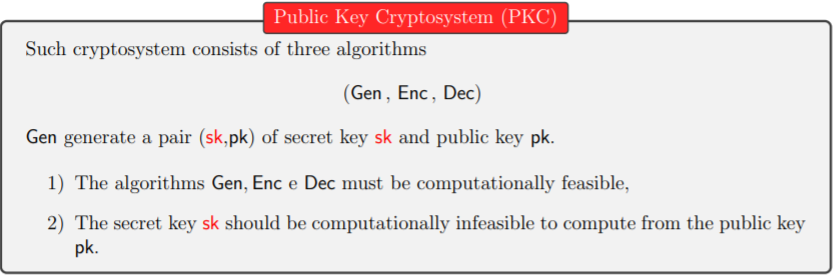 Public Key Cryptosystem (PKC)
Such cryptosystem consists of three algorithms
(Gen , Enc , Dec)
Gen generate a pair (sk,pk) of secret key sk and public key pk.
1) The algorithms Gen, Enc e Dec must be computationally feasible,
2) The secret key sk should be computationally infeasible to compute from the public key
pk.